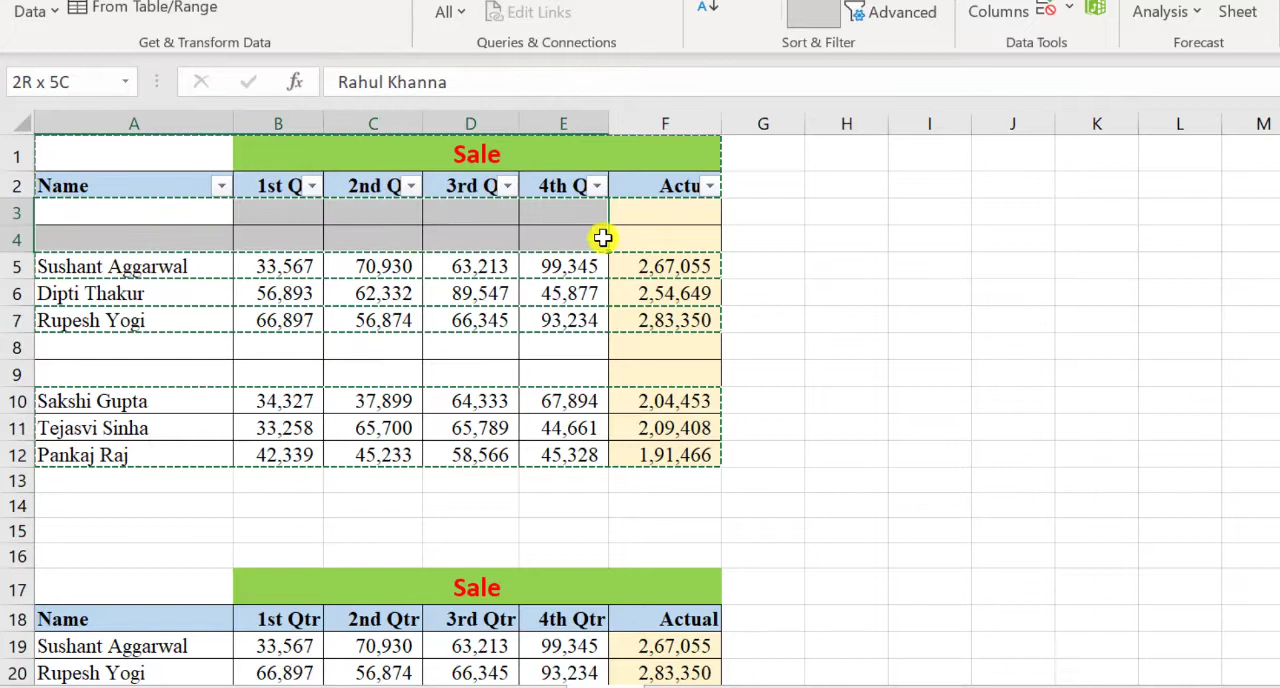 Data From Table/Range All Edit Links Advanced Columns Analysis Sheet
Get & Transform Data Queries & Connections Sort & Filter Data Tools Forecast
2R x 5C fx Rahul Khanna
A B C D E F G H I J K L M
1 Sale
2 Name 1st Q 2nd Q 3rd Q 4th Q Actu
3
4
5 Sushant Aggarwal 33,567 70,930 63,213 99,345 2,67,055
6 Dipti Thakur 56,893 62,332 89,547 45,877 2,54,649
7 Rupesh Yogi 66,897 56,874 66,345 93,234 2,83,350
8
9
10 Sakshi Gupta 34,327 37,899 64,333 67,894 2,04,453
11 Tejasvi Sinha 33,258 65,700 65,789 44,661 2,09,408
12 Pankaj Raj 42,339 45,233 58,566 45,328 1,91,466
13
14
15
16
17 Sale
18 Name 1st Qtr 2nd Qtr 3rd Qtr 4th Qtr Actual
19 Sushant Aggarwal 33,567 70,930 63,213 99,345 2,67,055
20 Rupesh Yogi 66,897 56,874 66,345 93,234 2,83,350